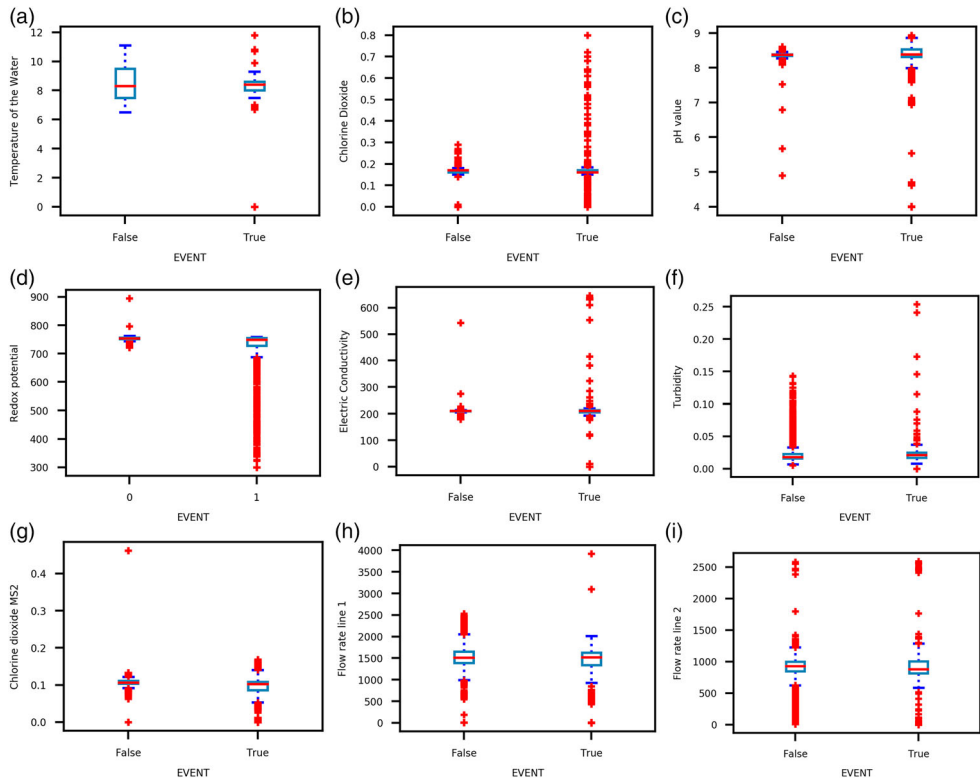 (a)
12
10
8
6
4
2
0
Temperature of the Water
False
True
EVENT
(b)
0.8
0.7
0.6
0.5
0.4
0.3
0.2
0.1
0.0
Chlorine Dioxide
False
True
EVENT
(c)
9
8
7
6
5
4
pH value
False
True
EVENT
(d)
900
800
700
600
500
400
300
Redox potential
0
1
EVENT
(e)
600
500
400
300
200
100
0
Electric Conductivity
False
True
EVENT
(f)
0.25
0.20
0.15
0.10
0.05
0.00
Turbidity
False
True
EVENT
(g)
0.4
0.3
0.2
0.1
0.0
Chlorine dioxide MS2
False
True
EVENT
(h)
4000
3500
3000
2500
2000
1500
1000
500
0
Flow rate line 1
False
True
EVENT
(i)
2500
2000
1500
1000
500
0
Flow rate line 2
False
True
EVENT